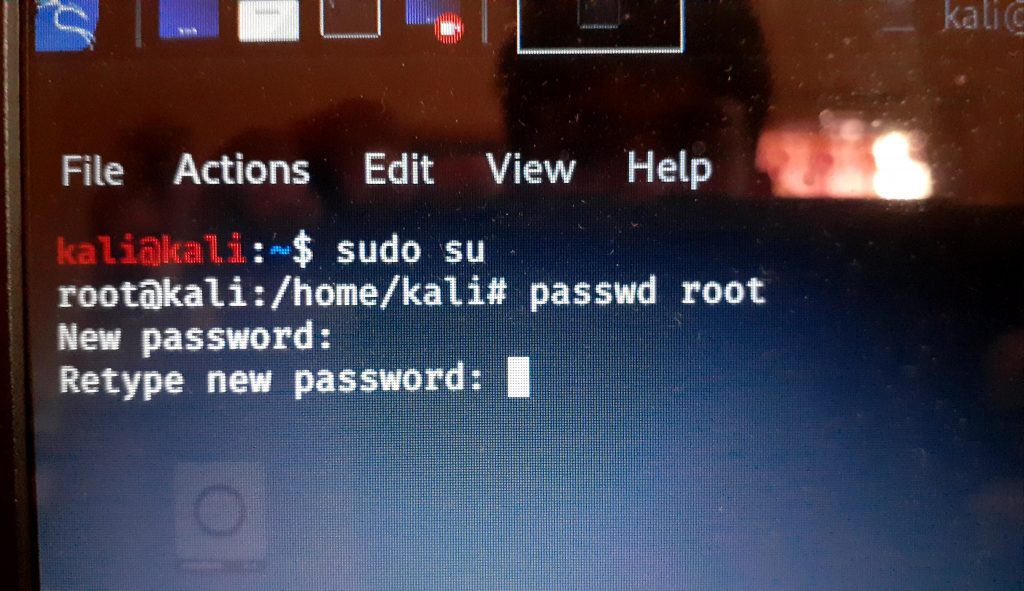 kali@
File Actions Edit View Help
kali@kali:~$ sudo su
root@kali:/home/kali# passwd root
New password:
Retype new password: